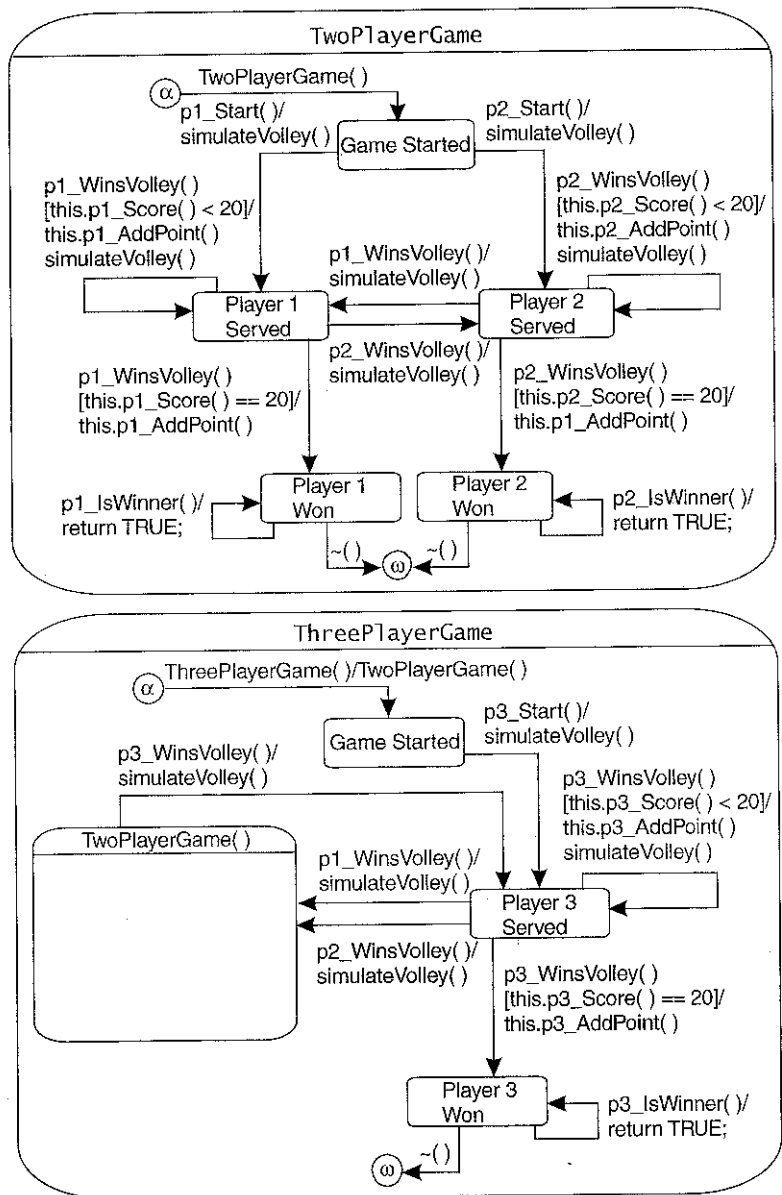 TwoPlayerGame
α
TwoPlayerGame( )
p1_Start( )/
simulateVolley( )
p2_Start( )/
simulateVolley( )
Game Started
p1_WinsVolley( )
[this.p1_Score( ) < 20]/
this.p1_AddPoint( )
simulateVolley( )
p2_WinsVolley( )
[this.p2_Score( ) < 20]/
this.p2_AddPoint( )
simulateVolley( )
p1_WinsVolley( )/
simulateVolley( )
Player 1
Served
Player 2
Served
p2_WinsVolley( )/
simulateVolley( )
p1_WinsVolley( )
[this.p1_Score( ) == 20]/
this.p1_AddPoint( )
p2_WinsVolley( )
[this.p2_Score( ) == 20]/
this.p1_AddPoint( )
p1_IsWinner( )/
return TRUE;
Player 1
Won
Player 2
Won
p2_IsWinner( )/
return TRUE;
~( )
ω
~( )
ThreePlayerGame
α
ThreePlayerGame( )/TwoPlayerGame( )
Game Started
p3_Start( )/
simulateVolley( )
p3_WinsVolley( )/
simulateVolley( )
p3_WinsVolley( )
[this.p3_Score( ) < 20]/
this.p3_AddPoint( )
simulateVolley( )
TwoPlayerGame( )
p1_WinsVolley( )/
simulateVolley( )
Player 3
Served
p2_WinsVolley( )/
simulateVolley( )
p3_WinsVolley( )
[this.p3_Score( ) == 20]/
this.p3_AddPoint( )
Player 3
Won
p3_IsWinner( )/
return TRUE;
ω
~( )